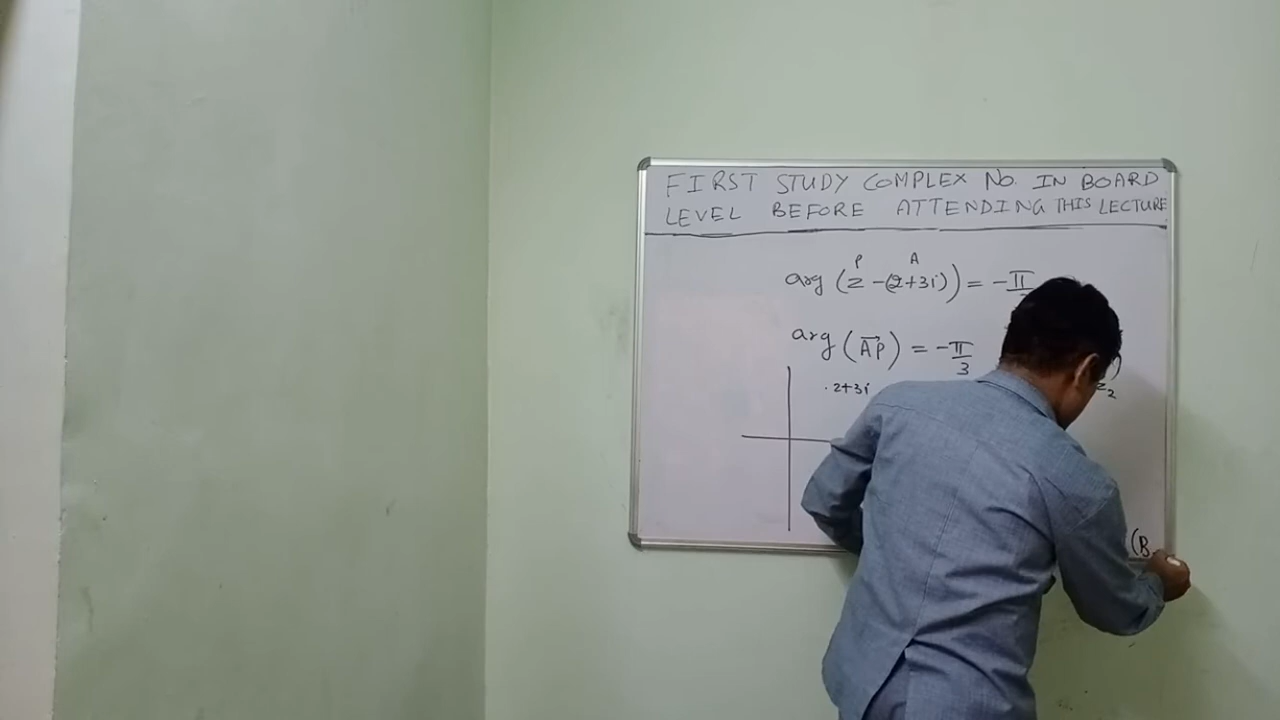 FIRST STUDY COMPLEX NO. IN BOARD
LEVEL BEFORE ATTENDING THIS LECTURE
P A
arg (z -(2+3i)) = -π
arg (AP) = -π/3
.2+3i
z₂
(B